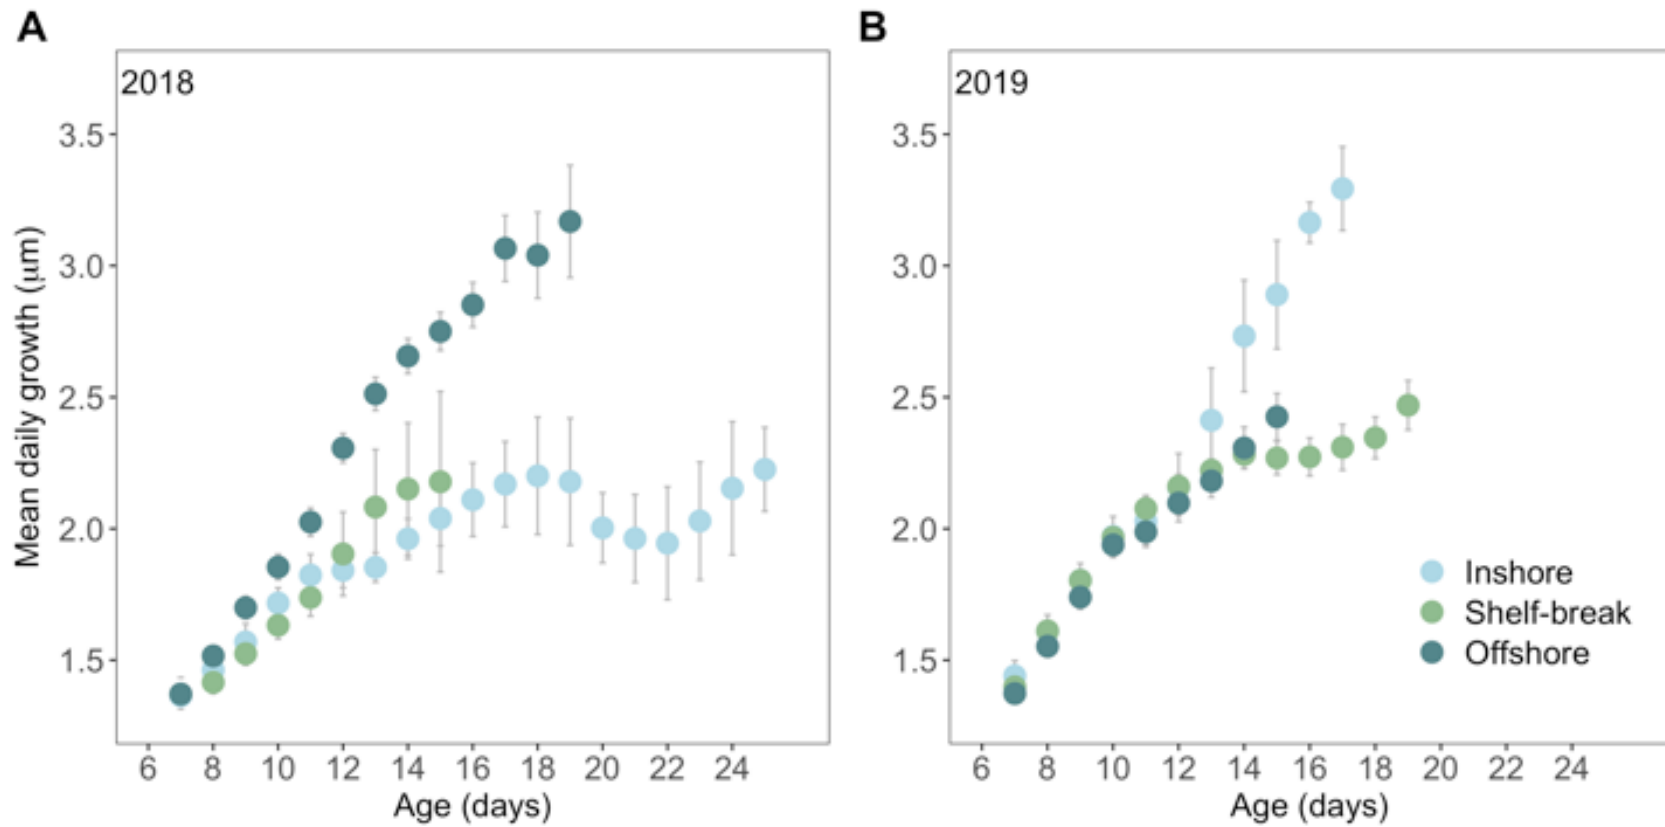 A
B
2018
2019
Mean daily growth (μm)
3.5
3.0
2.5
2.0
1.5
3.5
3.0
2.5
2.0
1.5
Inshore
Shelf-break
Offshore
6 8 10 12 14 16 18 20 22 24
6 8 10 12 14 16 18 20 22 24
Age (days)
Age (days)